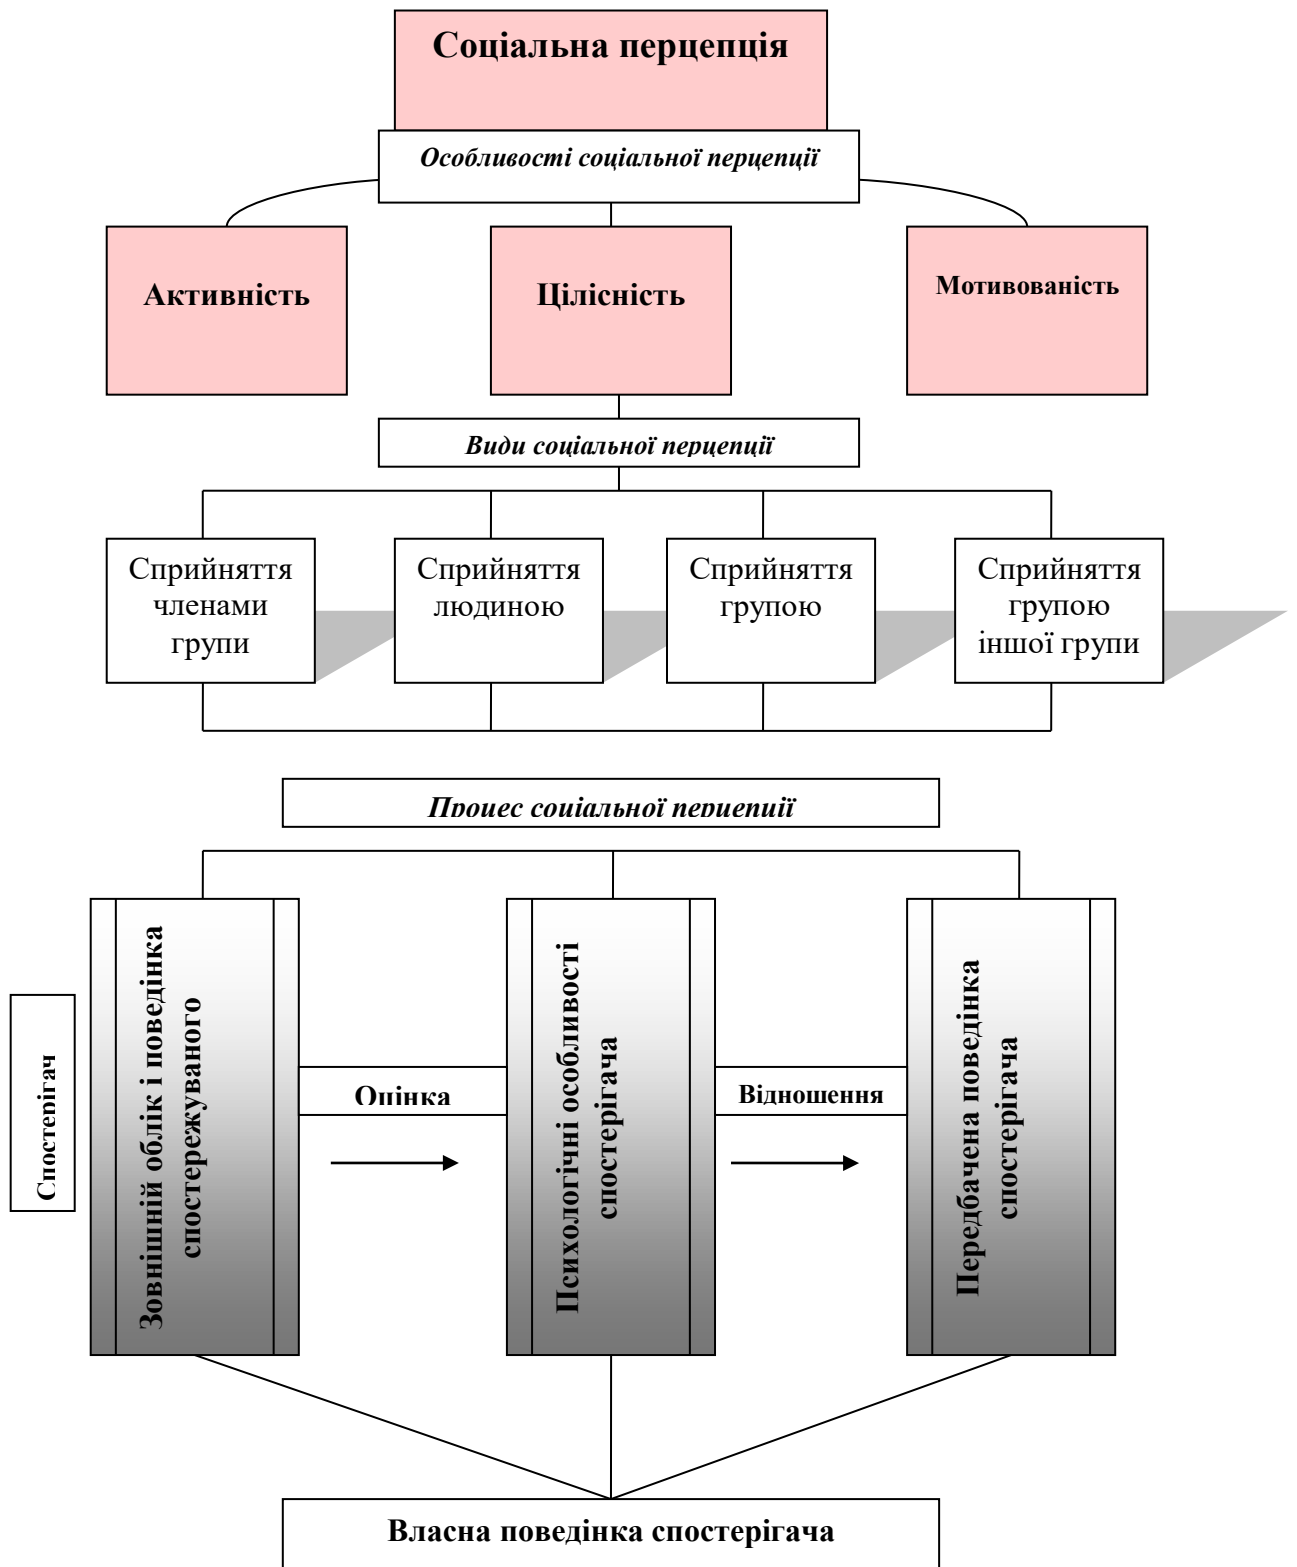 Соціальна перцепція
Особливості соціальної перцепції
Активність
Цілісність
Мотивованість
Види соціальної перцепції
Сприйняття
членами
групи
Сприйняття
людиною
Сприйняття
групою
Сприйняття
групою
іншої групи
Процес соціальної перцепції
Спостерігач
Зовнішній облік і поведінка
спостережуваного
Оцінка
Психологічні особливості
спостерігача
Відношення
Передбачена поведінка
спостерігача
Власна поведінка спостерігача